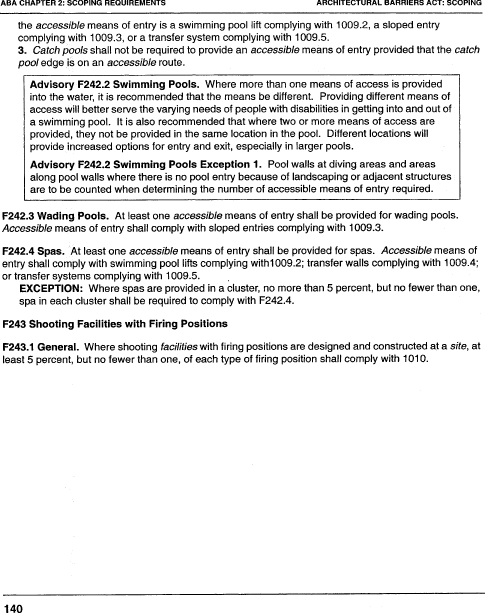 ABA CHAPTER 2: SCOPING REQUIREMENTS ARCHITECTURAL BARRIERS ACT: SCOPING
the accessible means of entry is a swimming pool lift complying with 1009.2, a sloped entry
complying with 1009.3, or a transfer system complying with 1009.5.
3. Catch pools shall not be required to provide an accessible means of entry provided that the catch
pool edge is on an accessible route.
Advisory F242.2 Swimming Pools. Where more than one means of access is provided
into the water, it is recommended that the means be different. Providing different means of
access will better serve the varying needs of people with disabilities in getting into and out of
a swimming pool. It is also recommended that where two or more means of access are
provided, they not be provided in the same location in the pool. Different locations will
provide increased options for entry and exit, especially in larger pools.
Advisory F242.2 Swimming Pools Exception 1. Pool walls at diving areas and areas
along pool walls where there is no pool entry because of landscaping or adjacent structures
are to be counted when determining the number of accessible means of entry required.
F242.3 Wading Pools. At least one accessible means of entry shall be provided for wading pools.
Accessible means of entry shall comply with sloped entries complying with 1009.3.
F242.4 Spas. At least one accessible means of entry shall be provided for spas. Accessible means of
entry shall comply with swimming pool lifts complying with1009.2; transfer walls complying with 1009.4;
or transfer systems complying with 1009.5.
EXCEPTION: Where spas are provided in a cluster, no more than 5 percent, but no fewer than one,
spa in each cluster shall be required to comply with F242.4.
F243 Shooting Facilities with Firing Positions
F243.1 General. Where shooting facilities with firing positions are designed and constructed at a site, at
least 5 percent, but no fewer than one, of each type of firing position shall comply with 1010.
140